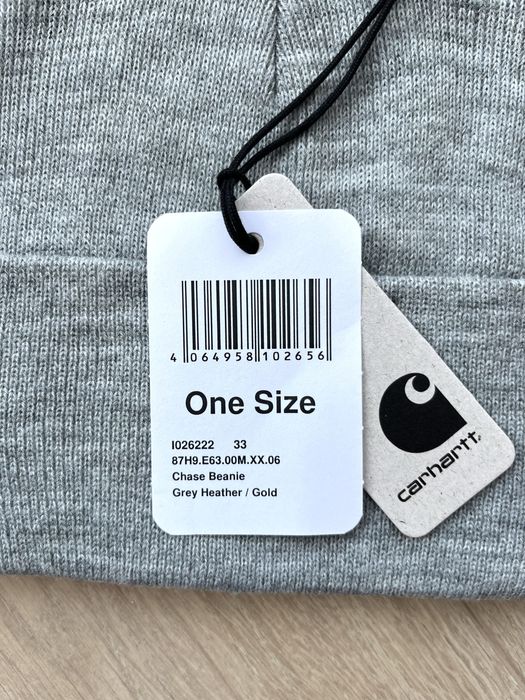 4 064958 102656
One Size
I026222 33
87H9.E63.00M.XX.06
Chase Beanie
Grey Heather / Gold
carhartt